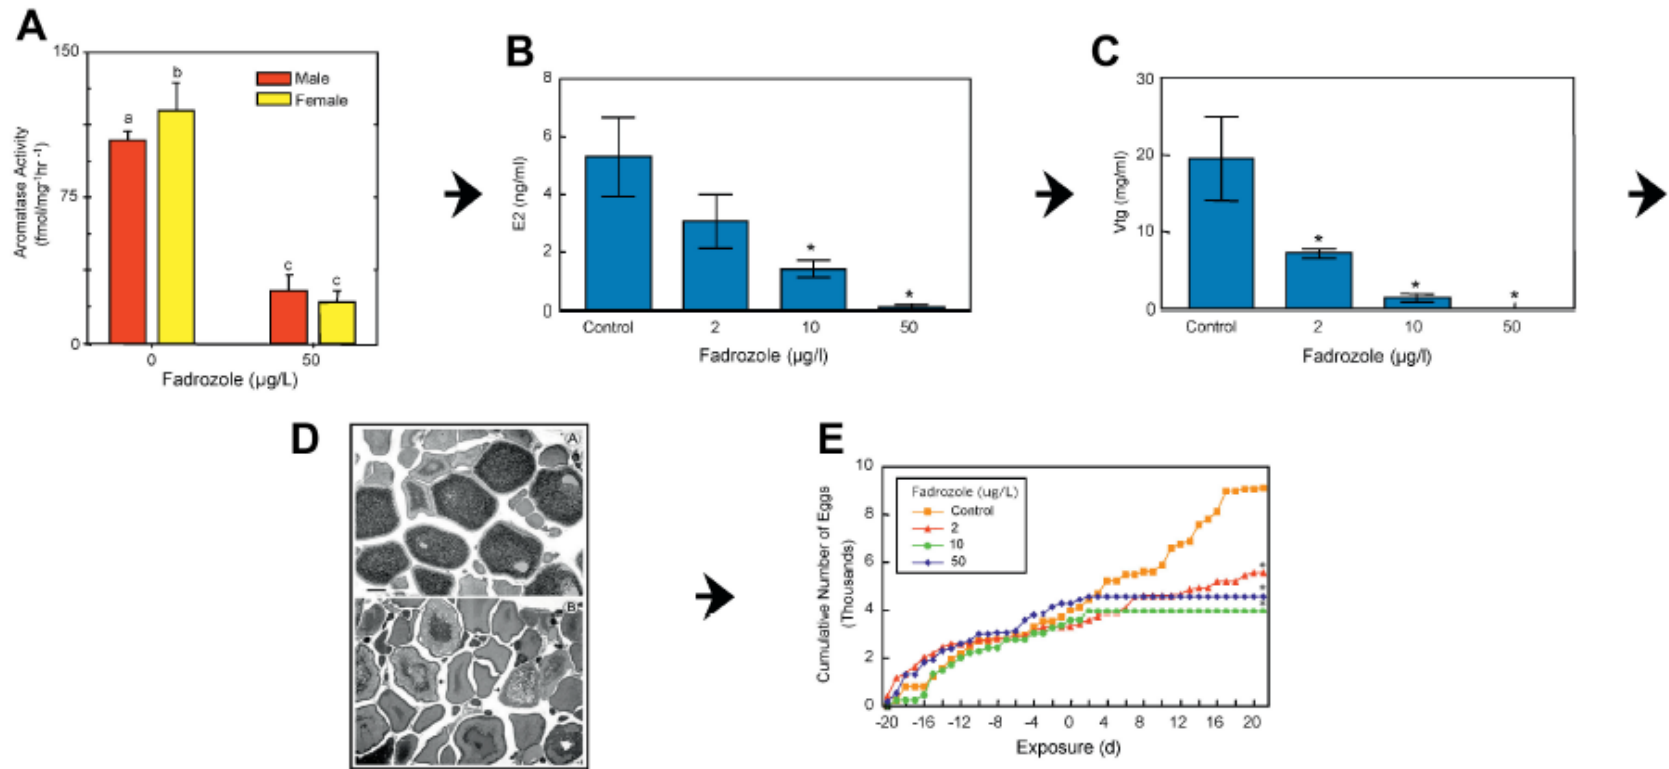 A
150
75
0
Aromatase Activity
(fmol/mg⁻¹hr⁻¹)
a
b
c
c
Male
Female
0
50
Fadrozole (µg/L)
B
8
6
4
2
0
E2 (ng/ml)
*
*
Control
2
10
50
Fadrozole (µg/l)
C
30
20
10
0
Vtg (mg/ml)
*
*
*
Control
2
10
50
Fadrozole (µg/l)
D
A
B
E
10
8
6
4
2
0
Cumulative Number of Eggs
(Thousands)
Fadrozole (ug/L)
Control
2
10
50
*
*
*
-20 -16 -12 -8 -4 0 4 8 12 16 20
Exposure (d)